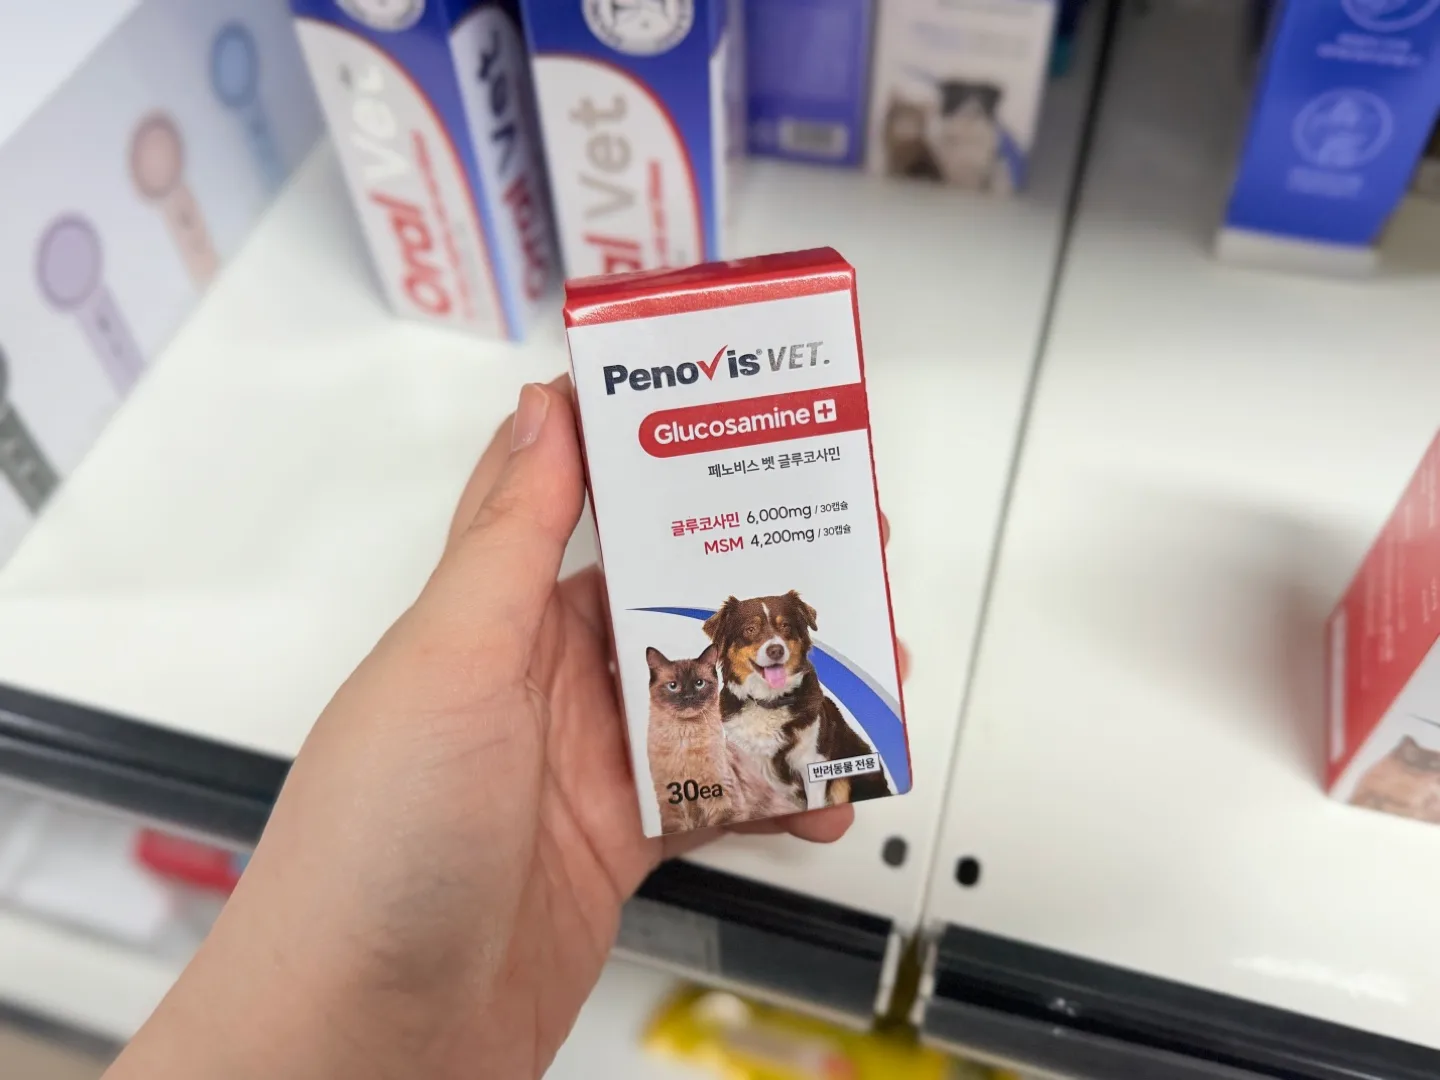 Oral Vet
Oral Vet
Penovis® VET.
Glucosamine +
페노비스 벳 글루코사민
글루코사민 6,000mg / 30캡슐
MSM 4,200mg / 30캡슐
반려동물 전용
30ea